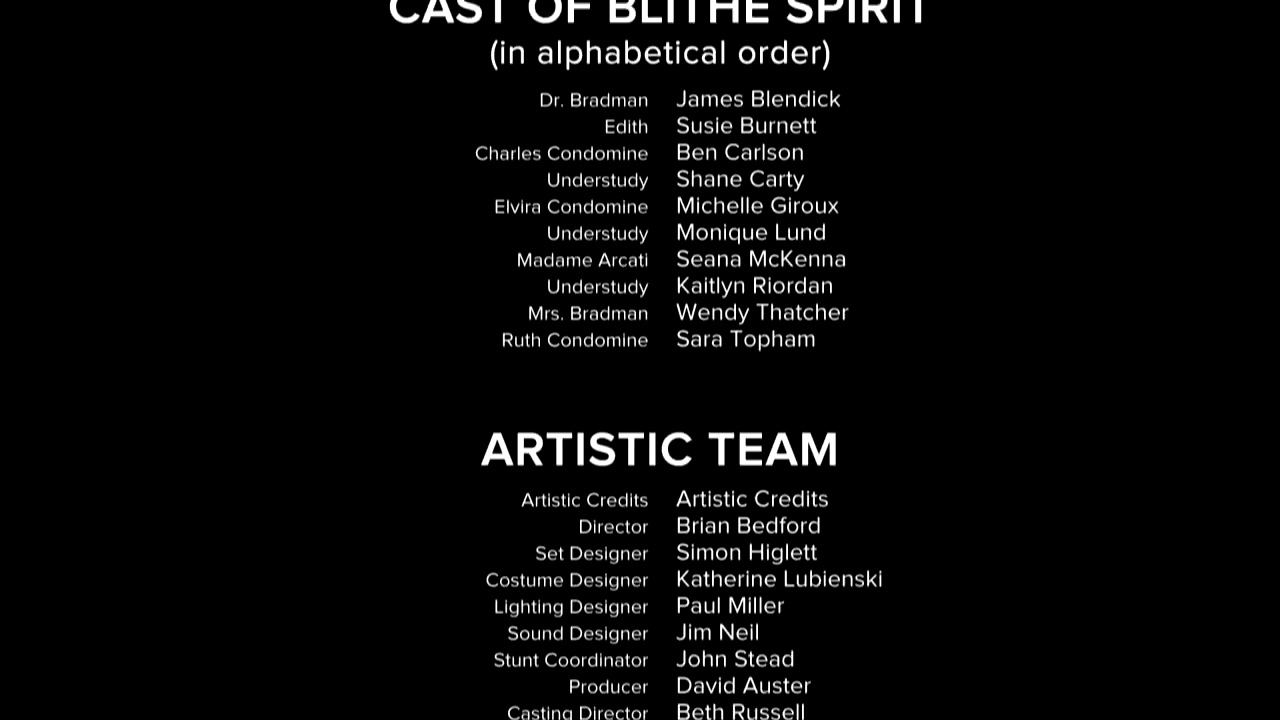 CAST OF BLITHE SPIRIT
(in alphabetical order)
Dr. Bradman James Blendick
Edith Susie Burnett
Charles Condomine Ben Carlson
Understudy Shane Carty
Elvira Condomine Michelle Giroux
Understudy Monique Lund
Madame Arcati Seana McKenna
Understudy Kaitlyn Riordan
Mrs. Bradman Wendy Thatcher
Ruth Condomine Sara Topham
ARTISTIC TEAM
Artistic Credits Artistic Credits
Director Brian Bedford
Set Designer Simon Higlett
Costume Designer Katherine Lubienski
Lighting Designer Paul Miller
Sound Designer Jim Neil
Stunt Coordinator John Stead
Producer David Auster
Casting Director Beth Russell